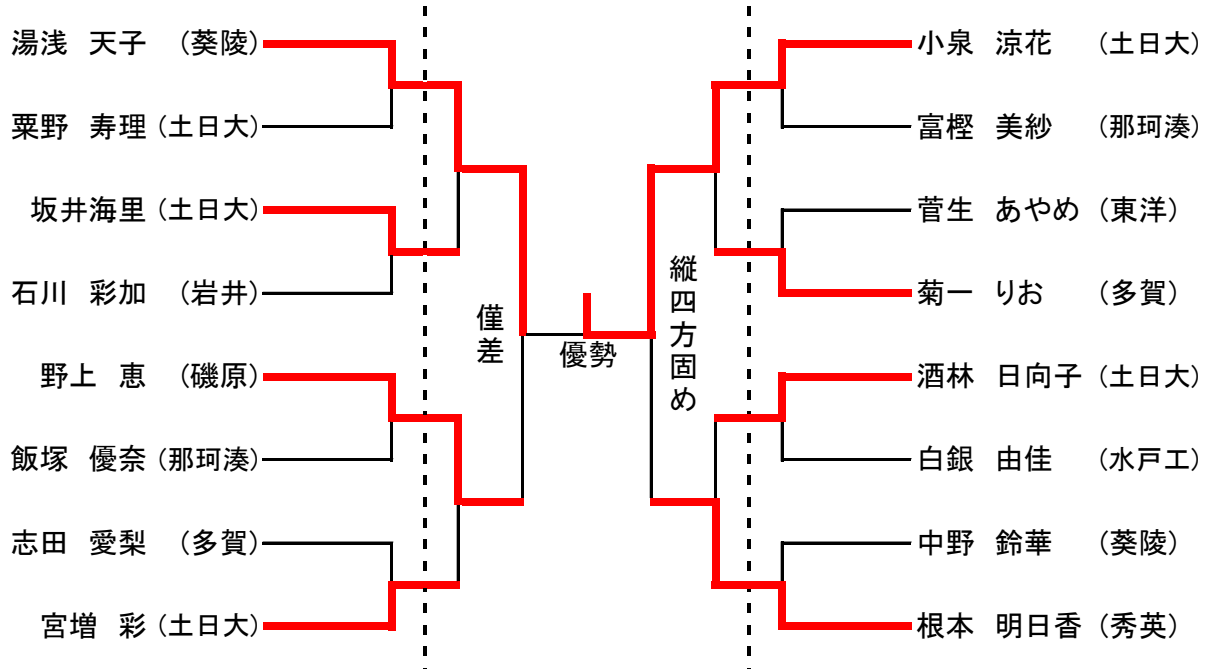 湯浅 天子 (葵陵)
粟野 寿理 (土日大)
坂井海里 (土日大)
石川 彩加 (岩井)
野上 恵 (磯原)
飯塚 優奈 (那珂湊)
志田 愛梨 (多賀)
宮増 彩 (土日大)
僅差
優勢
縦四方固め
小泉 涼花 (土日大)
富樫 美紗 (那珂湊)
菅生 あやめ (東洋)
菊一 りお (多賀)
酒林 日向子 (土日大)
白銀 由佳 (水戸工)
中野 鈴華 (葵陵)
根本 明日香 (秀英)